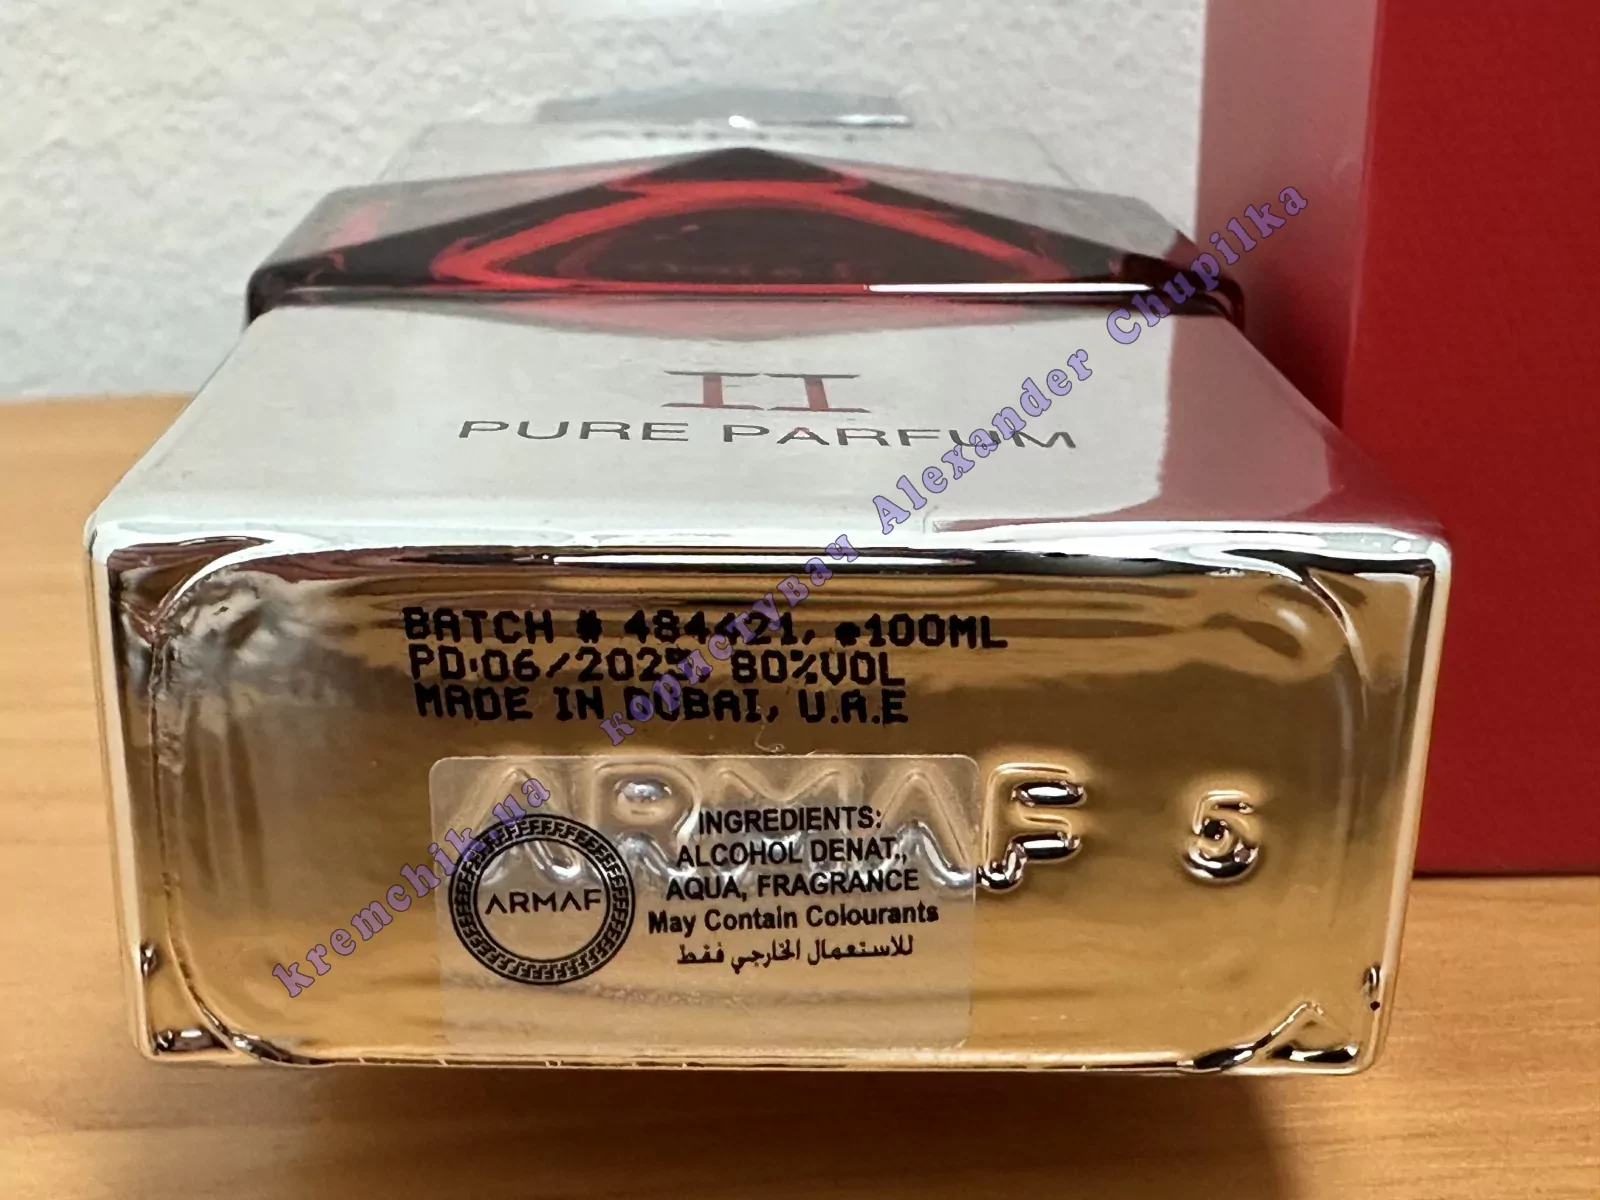 II
PURE PARFUM
BATCH # 484421, e100ML
PD:06/2025, 80%VOL
MADE IN DUBAI, U.A.E
ARMAF 5
ARMAF
INGREDIENTS:
ALCOHOL DENAT.,
AQUA, FRAGRANCE
May Contain Colourants
للاستعمال الخارجي فقط
kremchik.ua користувач Alexander Chupilka